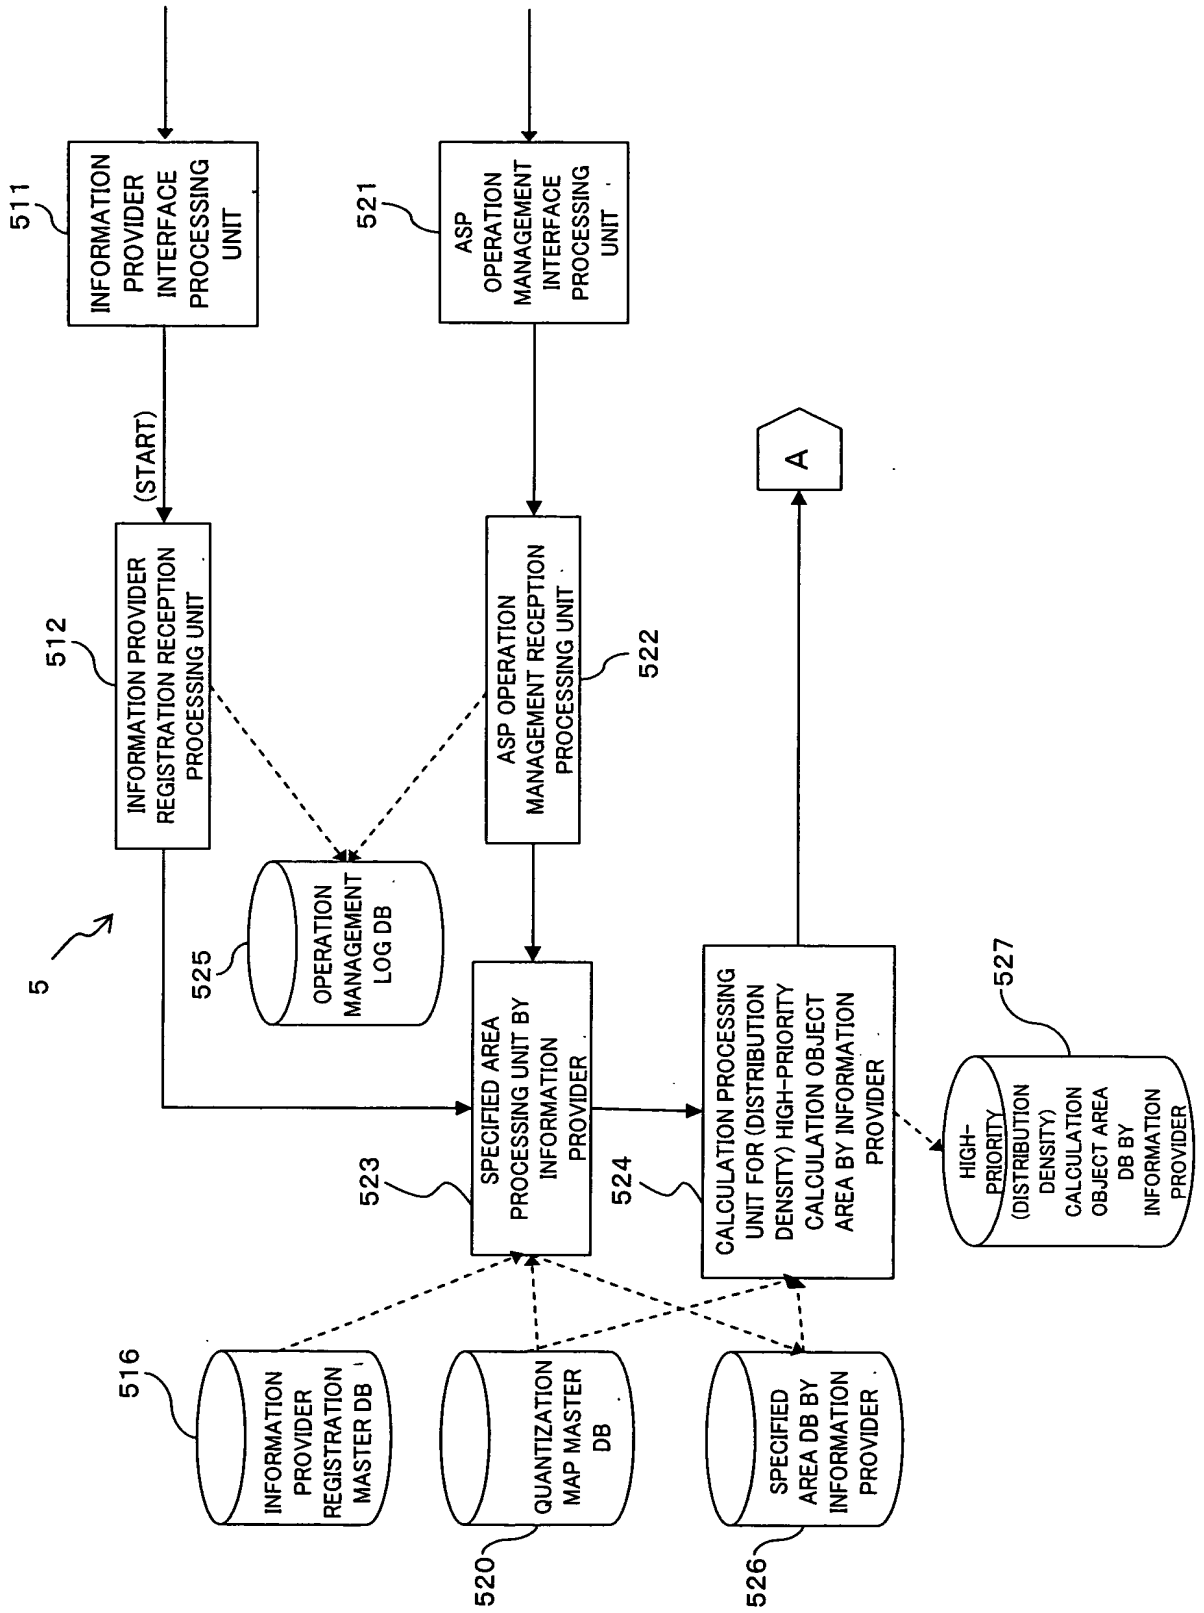 511
INFORMATION
PROVIDER
INTERFACE
PROCESSING
UNIT
521
ASP
OPERATION
MANAGEMENT
INTERFACE
PROCESSING
UNIT
(START)
512
INFORMATION PROVIDER
REGISTRATION RECEPTION
PROCESSING UNIT
ASP OPERATION
MANAGEMENT RECEPTION
PROCESSING UNIT
522
A
5
525
OPERATION
MANAGEMENT
LOG DB
523
SPECIFIED AREA
PROCESSING UNIT BY
INFORMATION
PROVIDER
524
CALCULATION PROCESSING
UNIT FOR (DISTRIBUTION
DENSITY) HIGH-PRIORITY
CALCULATION OBJECT
AREA BY INFORMATION
PROVIDER
527
HIGH-
PRIORITY
(DISTRIBUTION
DENSITY)
CALCULATION
OBJECT AREA
DB BY
INFORMATION
PROVIDER
516
INFORMATION
PROVIDER
REGISTRATION
MASTER DB
520
QUANTIZATION
MAP MASTER
DB
526
SPECIFIED
AREA DB BY
INFORMATION
PROVIDER